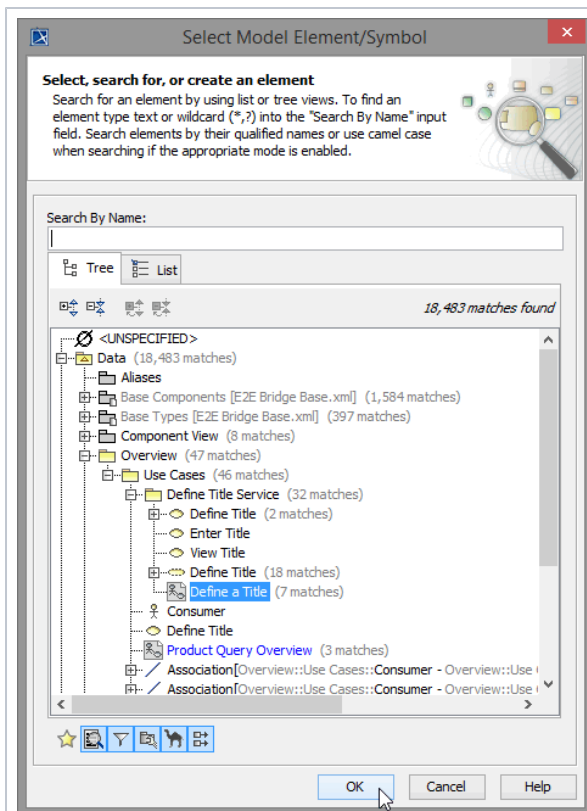 Select Model Element/Symbol
Select, search for, or create an element
Search for an element by using list or tree views. To find an
element type text or wildcard (*,?) into the "Search By Name" input
field. Search elements by their qualified names or use camel case
when searching if the appropriate mode is enabled.
Search By Name:
Tree
List
18,483 matches found
<UNSPECIFIED>
Data (18,483 matches)
Aliases
Base Components [E2E Bridge Base.xml] (1,584 matches)
Base Types [E2E Bridge Base.xml] (397 matches)
Component View (8 matches)
Overview (47 matches)
Use Cases (46 matches)
Define Title Service (32 matches)
Define Title (2 matches)
Enter Title
View Title
Define Title (18 matches)
Define a Title (7 matches)
Consumer
Define Title
Product Query Overview (3 matches)
Association[Overview::Use Cases::Consumer - Overview::Use
Association[Overview::Use Cases::Consumer - Overview::Use
OK
Cancel
Help